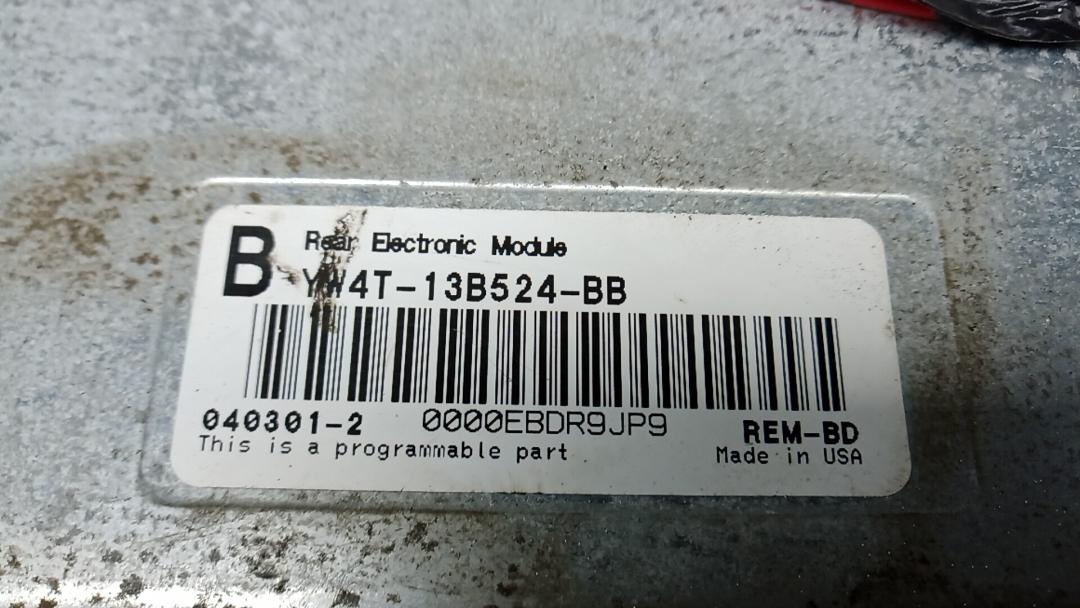 B
Rear Electronic Module
YW4T-13B524-BB
040301-2 0000EBDR9JP9 REM-BD
This is a programmable part Made in USA